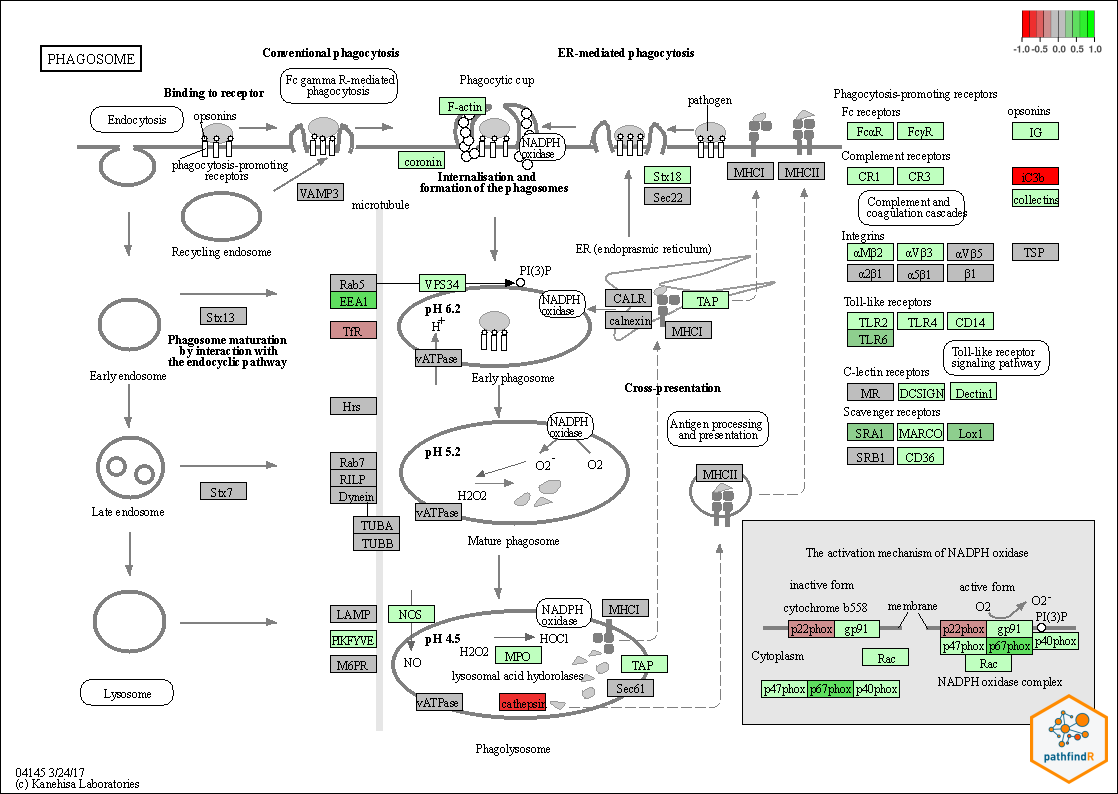 PHAGOSOME
Conventional phagocytosis
ER-mediated phagocytosis
-1.0 -0.5 0.0 0.5 1.0
Fc gamma R-mediated
phagocytosis
Phagocytic cup
Binding to receptor
Endocytosis
opsonins
F-actin
pathogen
NADPH
oxidase
coronin
phagocytosis-promoting
receptors
Internalisation and
formation of the phagosomes
VAMP3
Stx18
Sec22
MHCI
MHCII
microtubule
Recycling endosome
ER (endoprasmic reticulum)
Phagocytosis-promoting receptors
Fc receptors
opsonins
FcαR
FcγR
IG
Complement receptors
CR1
CR3
iC3b
collectins
Complement and
coagulation cascades
Integrins
αMβ2
αVβ3
αVβ5
TSP
α2β1
α5β1
β1
Toll-like receptors
TLR2
TLR4
CD14
TLR6
Toll-like receptor
signaling pathway
C-lectin receptors
MR
DCSIGN
Dectin1
Scavenger receptors
SRA1
MARCO
Lox1
SRB1
CD36
Rab5
VPS34
PI(3)P
EEA1
Stx13
TfR
pH 6.2
H+
NADPH
oxidase
CALR
calnexin
TAP
MHCI
vATPase
Phagosome maturation
by interaction with
the endocyclic pathway
Early endosome
Early phagosome
Cross-presentation
Hrs
NADPH
oxidase
Antigen processing
and presentation
pH 5.2
O2-
O2
H2O2
Rab7
RILP
Dynein
Stx7
vATPase
MHCII
Late endosome
TUBA
TUBB
Mature phagosome
LAMP
NOS
NADPH
oxidase
MHCI
PIKFYVE
pH 4.5
HOCl
H2O2
MPO
M6PR
NO
lysosomal acid hydorolases
TAP
Sec61
vATPase
cathepsin
Lysosome
Phagolysosome
The activation mechanism of NADPH oxidase
inactive form
active form
cytochrome b558
membrane
O2
O2-
PI(3)P
p22phox
gp91
p22phox
gp91
p47phox
p67phox
p40phox
Cytoplasm
Rac
Rac
p47phox
p67phox
p40phox
NADPH oxidase complex
pathfindR
04145 3/24/17
(c) Kanehisa Laboratories